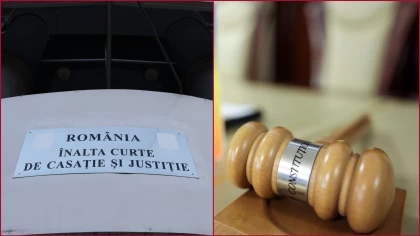 ROMÂNIA
ÎNALTA CURTE
DE CASAȚIE ȘI JUSTIȚIE